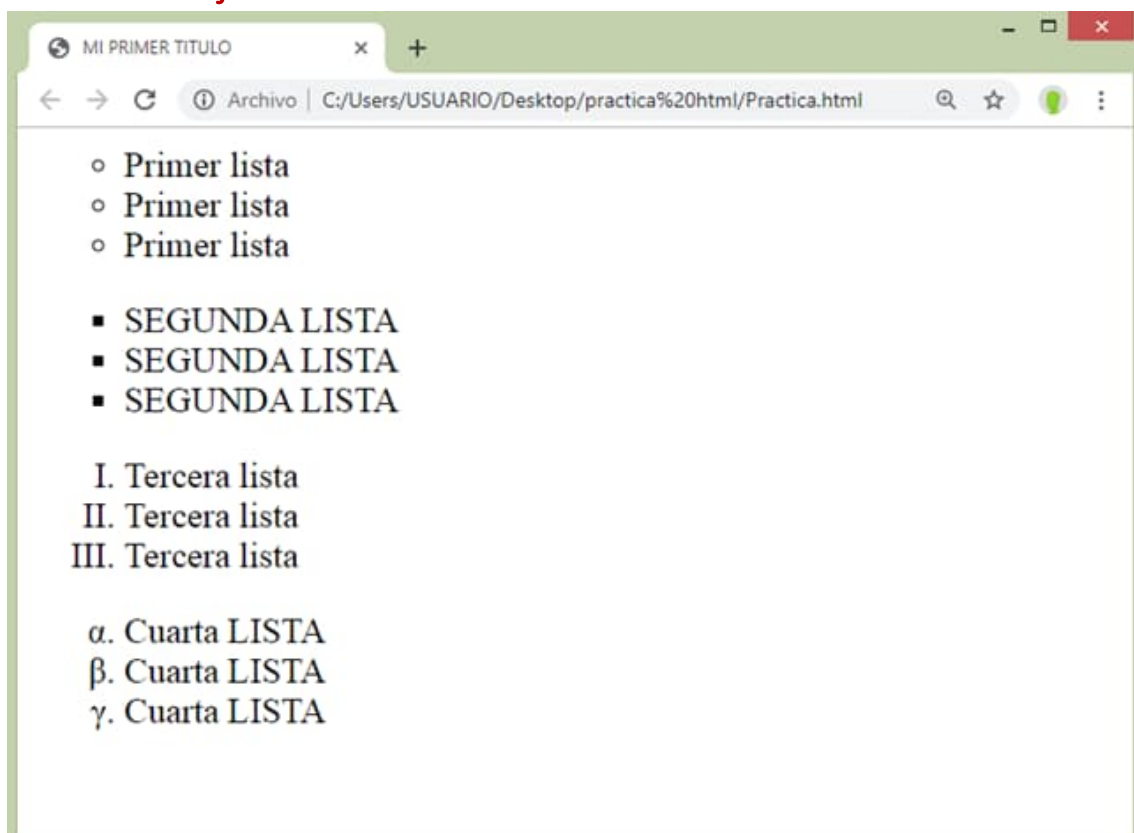 MI PRIMER TITULO
Archivo | C:/Users/USUARIO/Desktop/practica%20html/Practica.html
Primer lista
Primer lista
Primer lista
SEGUNDA LISTA
SEGUNDA LISTA
SEGUNDA LISTA
I. Tercera lista
II. Tercera lista
III. Tercera lista
α. Cuarta LISTA
β. Cuarta LISTA
γ. Cuarta LISTA